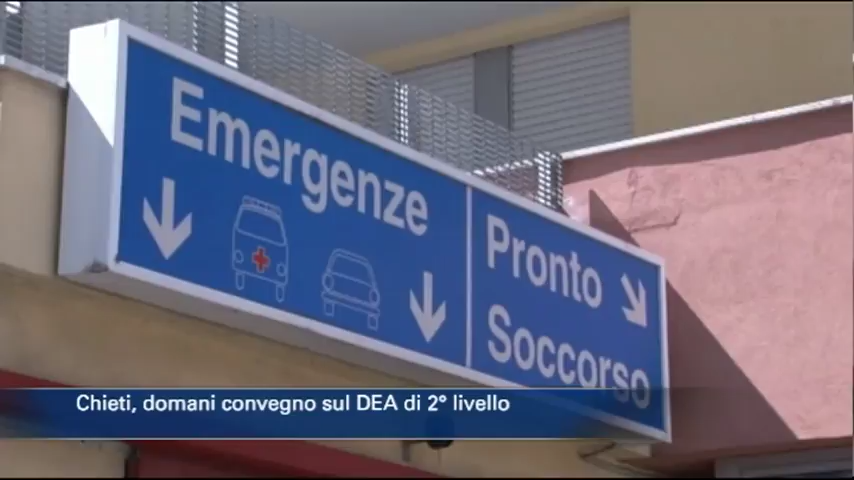 Emergenze
Pronto
Soccorso
Chieti, domani convegno sul DEA di 2° livello